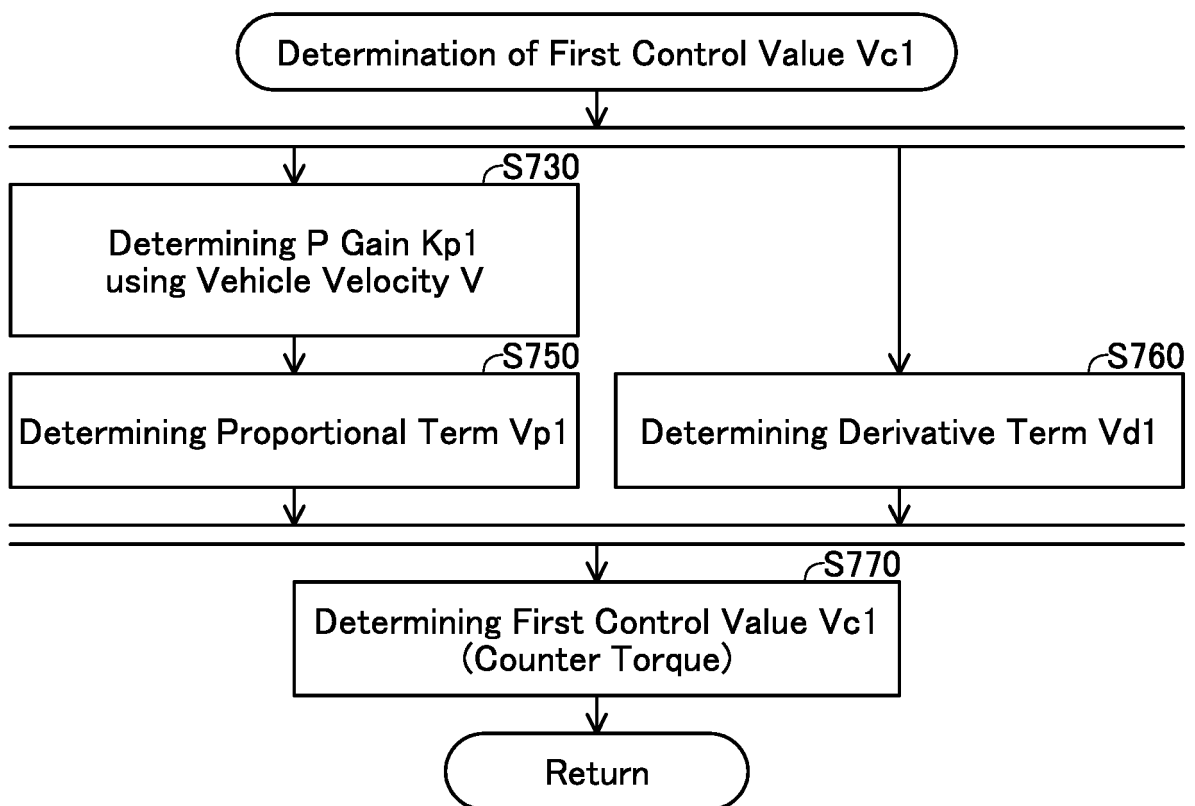 Determination of First Control Value Vc1
S730
Determining P Gain Kp1
using Vehicle Velocity V
S750
Determining Proportional Term Vp1
S760
Determining Derivative Term Vd1
S770
Determining First Control Value Vc1
(Counter Torque)
Return